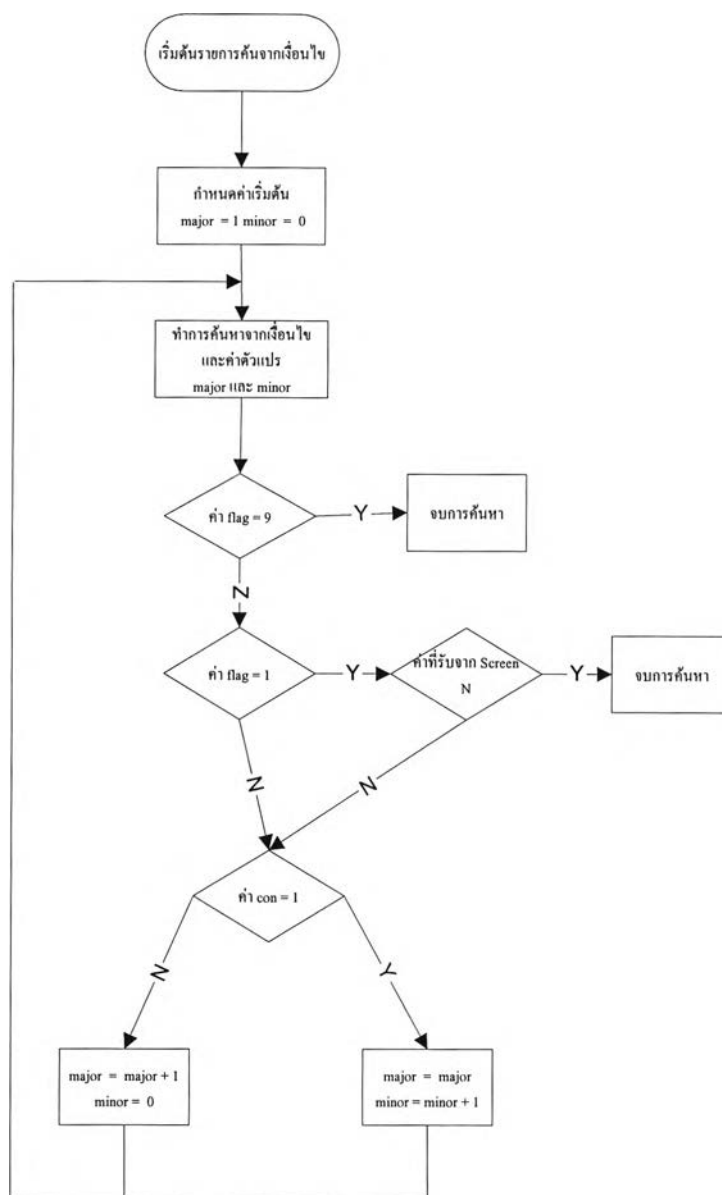 เริ่มต้นรายการค้นจากเงื่อนไข
กำหนดค่าเริ่มต้น
major = 1 minor = 0
ทำการค้นหาจากเงื่อนไข
และค่าตัวแปร
major และ minor
ค่า flag = 9
Y
จบการค้นหา
N
ค่า flag = 1
Y
ค่าที่รับจาก Screen
N
Y
จบการค้นหา
N
N
ค่า con = 1
N
Y
major = major + 1
minor = 0
major = major
minor = minor + 1